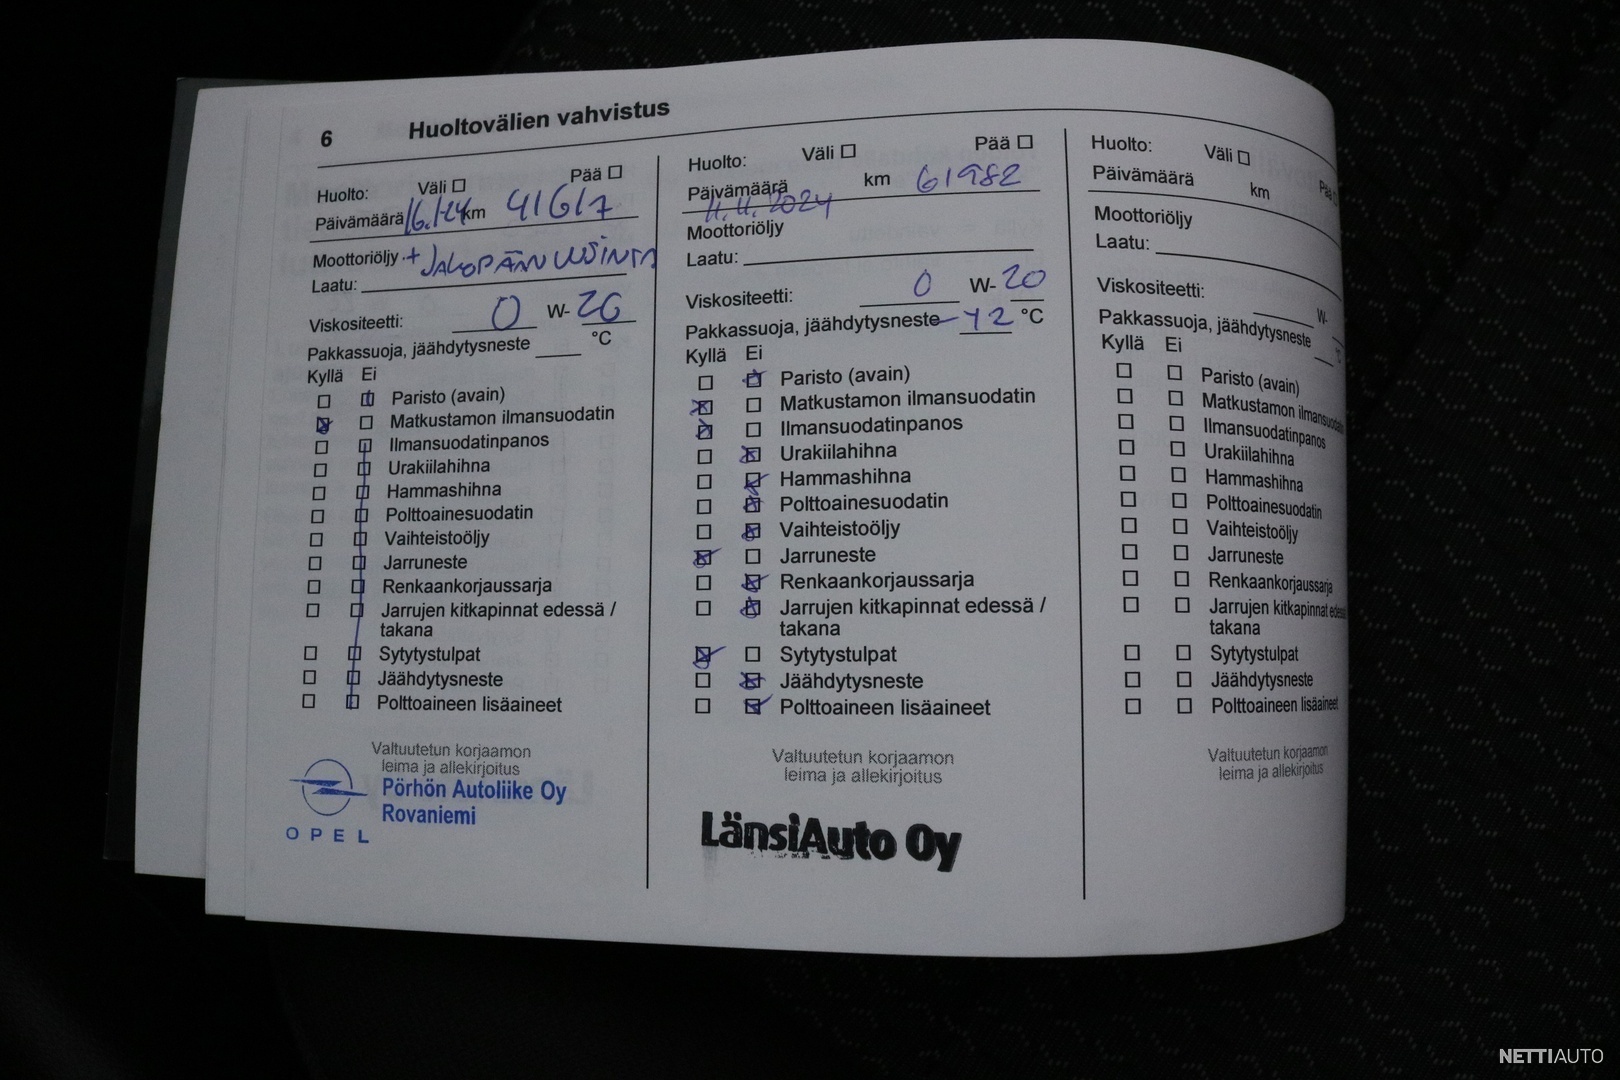 6 Huoltovälien vahvistus
Huolto: Väli Pää
Päivämäärä 16.1.24 km 41617
Moottoriöljy + JAKOPÄÄN UUSINTA
Laatu:
Viskositeetti: 0 W- 20
Pakkassuoja, jäähdytysneste °C
Kyllä Ei
Paristo (avain)
Matkustamon ilmansuodatin
Ilmansuodatinpanos
Urakiilahihna
Hammashihna
Polttoainesuodatin
Vaihteistoöljy
Jarruneste
Renkaankorjaussarja
Jarrujen kitkapinnat edessä /
takana
Sytytystulpat
Jäähdytysneste
Polttoaineen lisäaineet
Valtuutetun korjaamon
leima ja allekirjoitus
Pörhön Autoliike Oy
Rovaniemi
OPEL
Huolto: Väli Pää
Päivämäärä km 61982
11.11.2024
Moottoriöljy
Laatu:
Viskositeetti: 0 W- 20
Pakkassuoja, jäähdytysneste -42 °C
Kyllä Ei
Paristo (avain)
Matkustamon ilmansuodatin
Ilmansuodatinpanos
Urakiilahihna
Hammashihna
Polttoainesuodatin
Vaihteistoöljy
Jarruneste
Renkaankorjaussarja
Jarrujen kitkapinnat edessä /
takana
Sytytystulpat
Jäähdytysneste
Polttoaineen lisäaineet
Valtuutetun korjaamon
leima ja allekirjoitus
LänsiAuto Oy
Huolto: Väli Pää
Päivämäärä km
Moottoriöljy
Laatu:
Viskositeetti: W-
Pakkassuoja, jäähdytysneste °C
Kyllä Ei
Paristo (avain)
Matkustamon ilmansuodatin
Ilmansuodatinpanos
Urakiilahihna
Hammashihna
Polttoainesuodatin
Vaihteistoöljy
Jarruneste
Renkaankorjaussarja
Jarrujen kitkapinnat edessä
takana
Sytytystulpat
Jäähdytysneste
Polttoaineen lisäaineet
Valtuutetun korjaamon
leima ja allekirjoitus
NETTIAUTO